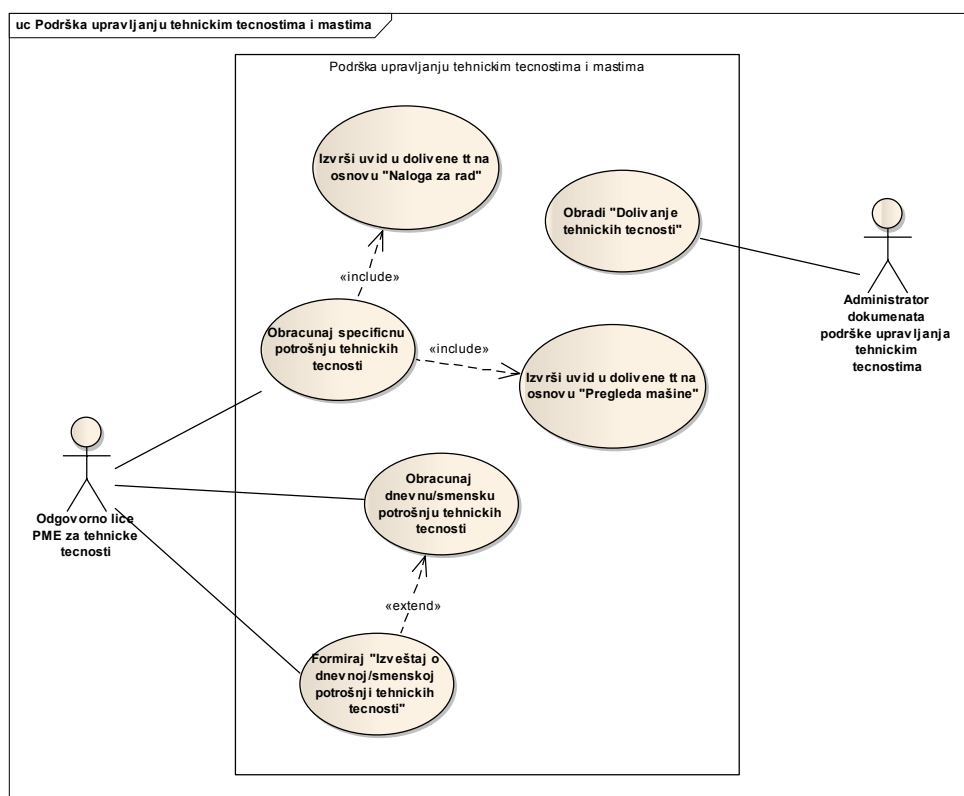 uc Podrška upravljanju tehnickim tecnostima i mastima
Podrška upravljanju tehnickim tecnostima i mastima
Izvrši uvid u dolivene tt na
osnovu "Naloga za rad"
Obradi "Dolivanje
tehnickih tecnosti"
Administrator
dokumenata
podrške upravljanja
tehnickim
tecnostima
«include»
Obracunaj specificnu
potrošnju tehnickih
tecnosti
«include»
Izvrši uvid u dolivene tt na
osnovu "Pregleda mašine"
Odgovorno lice
PME za tehnicke
tecnosti
Obracunaj
dnevnu/smensku
potrošnju tehnickih
tecnosti
«extend»
Formiraj "Izveštaj o
dnevnoj/smenskoj
potrošnji tehnickih
tecnosti"